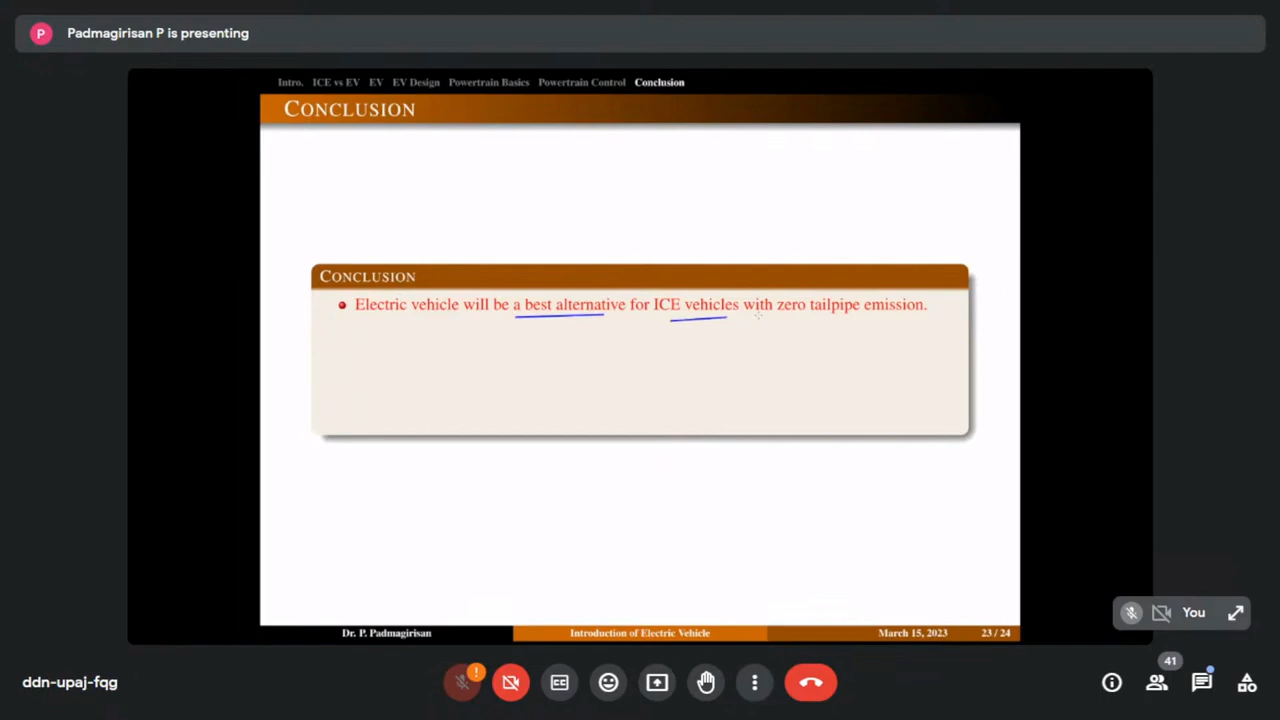 P Padmagirisan P is presenting
Intro. ICE vs EV EV EV Design Powertrain Basics Powertrain Control Conclusion
CONCLUSION
CONCLUSION
Electric vehicle will be a best alternative for ICE vehicles with zero tailpipe emission.
You
Dr. P. Padmagirisan Introduction of Electric Vehicle March 15, 2023 23 / 24
41
ddn-upaj-fqg
! CC